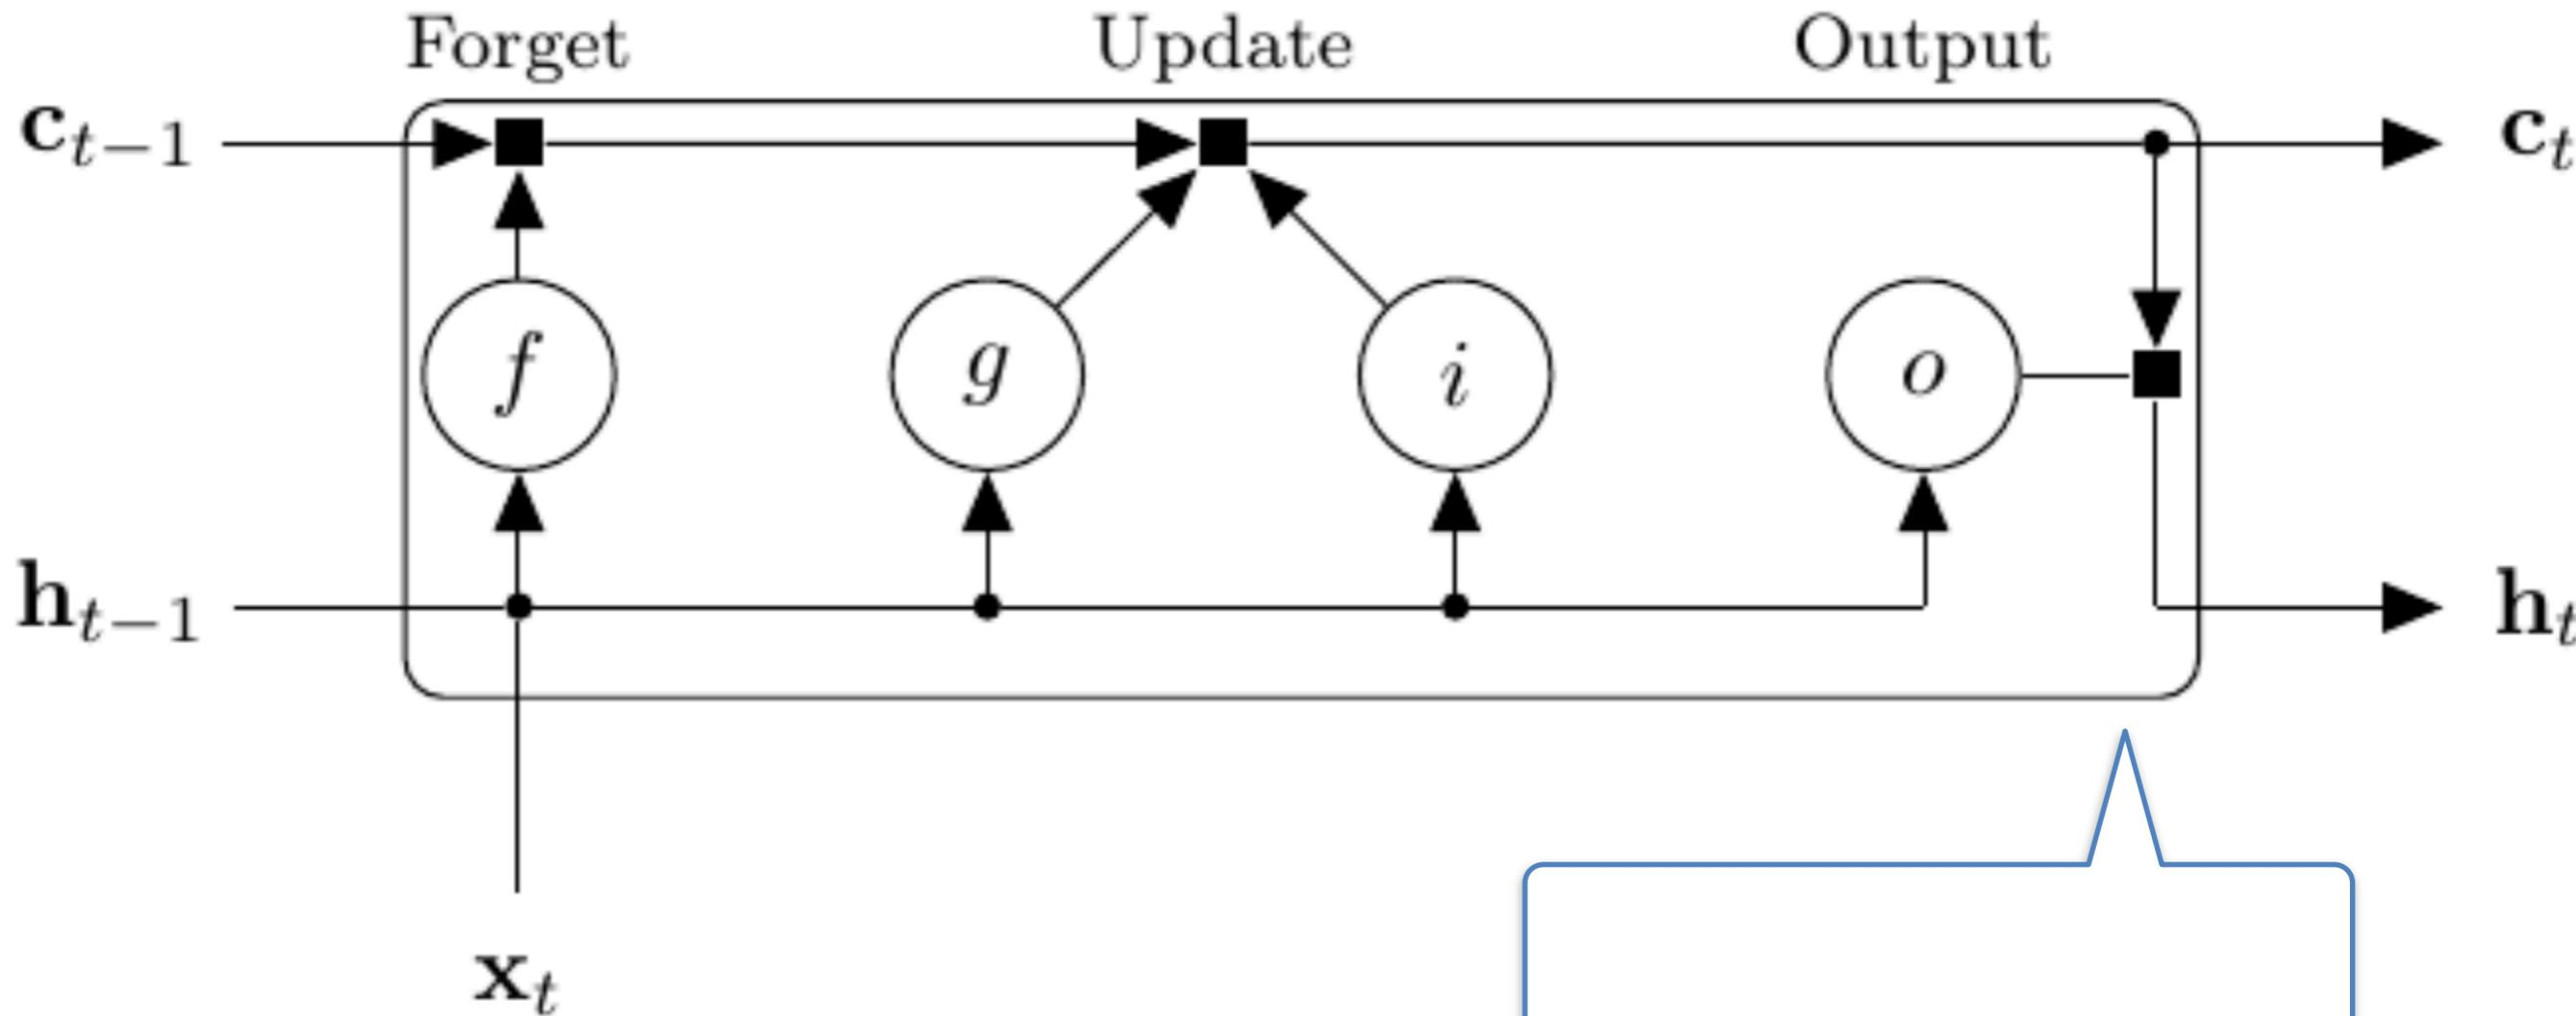 Forget Update Output
c_{t-1} c_t
f g i o
h_{t-1} h_t
x_t